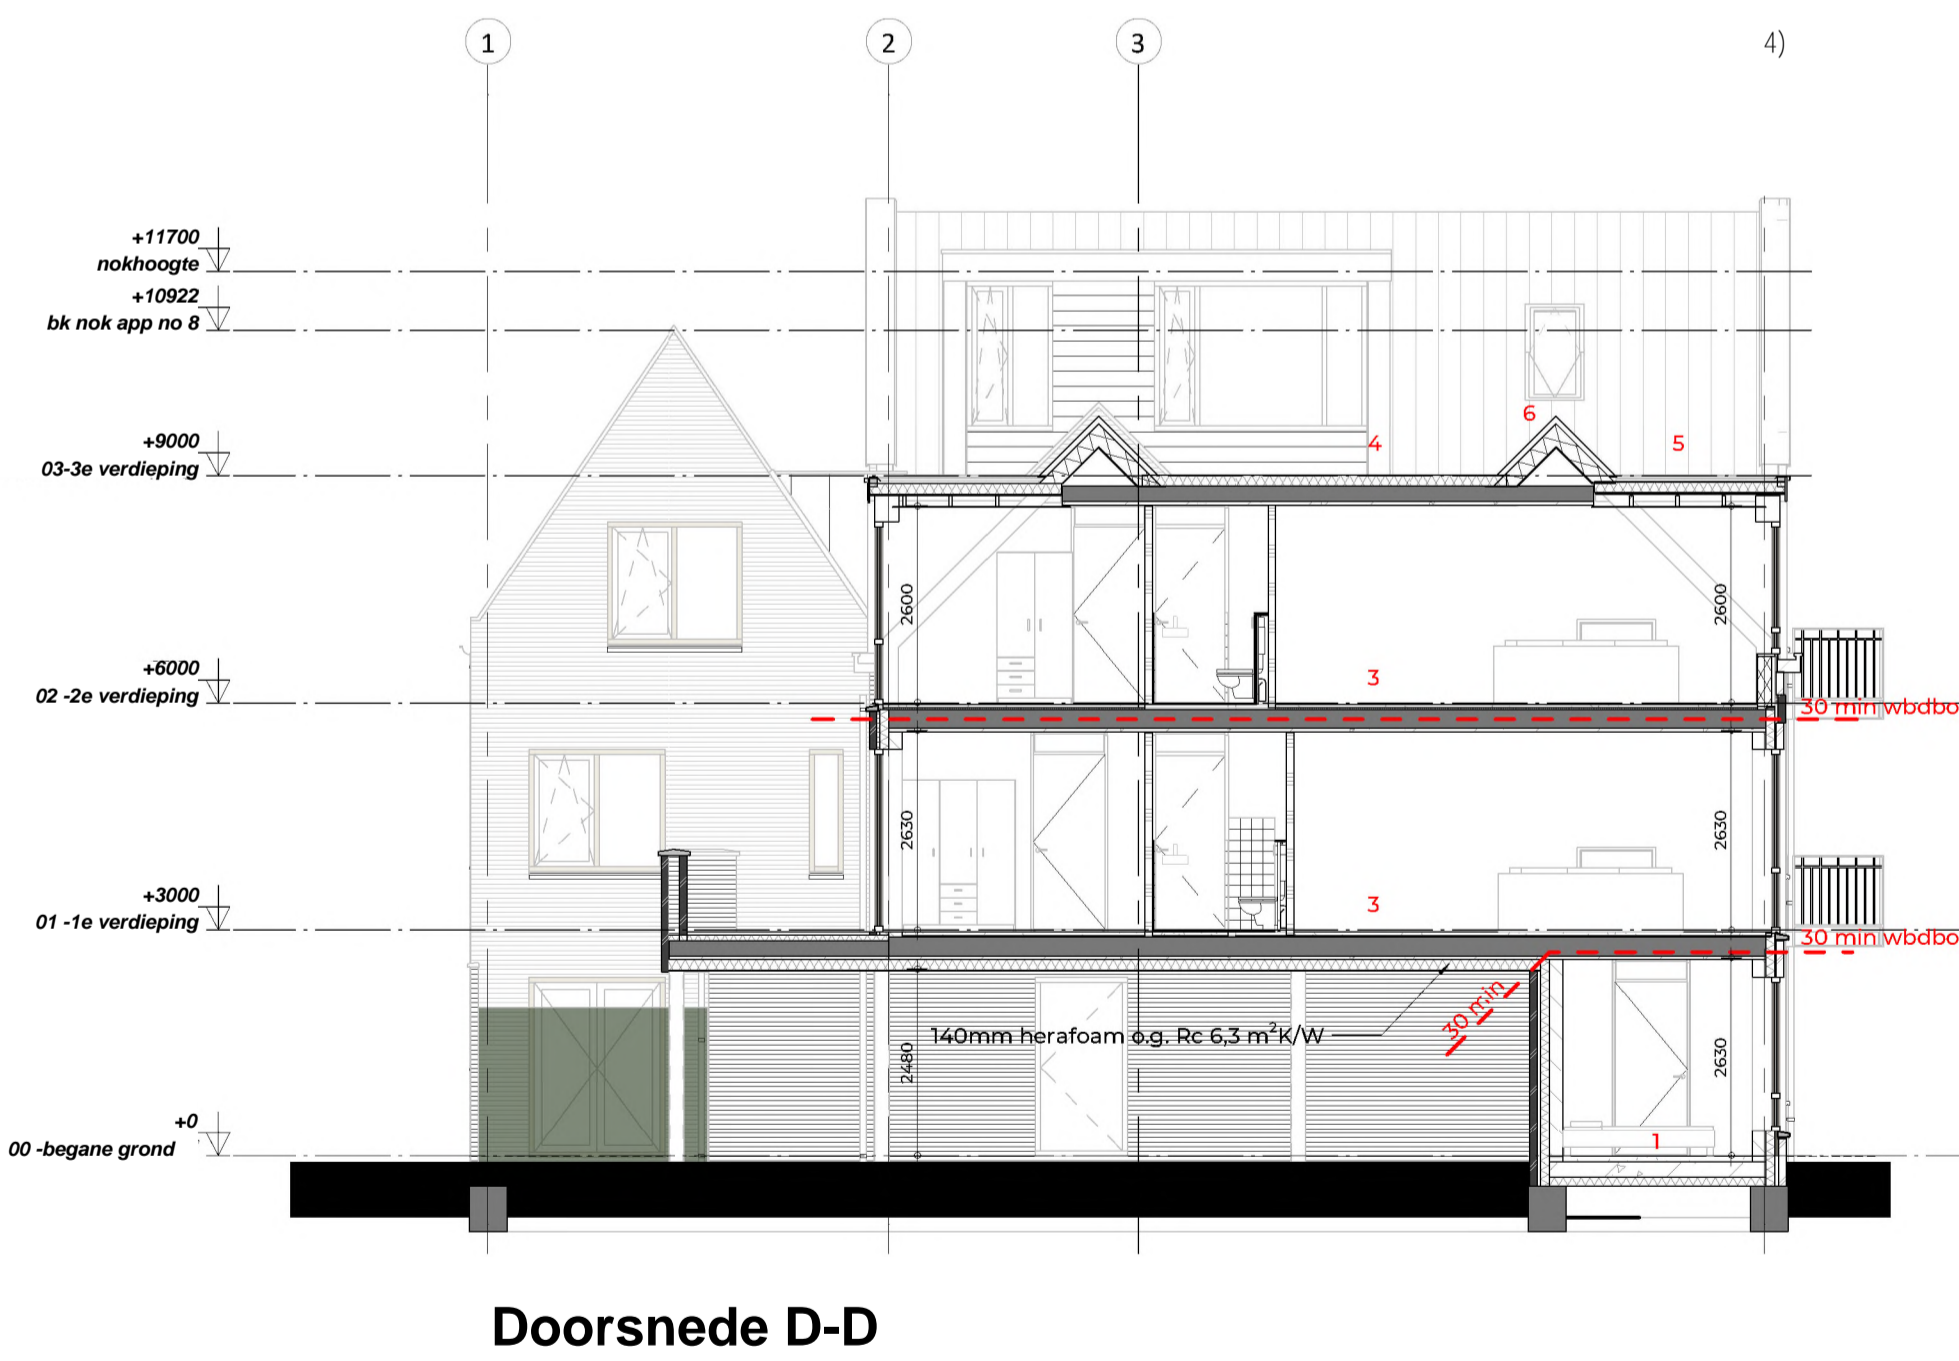 1
2
3
4)
+11700
nokhoogte
+10922
bk nok app no 8
6
4
5
+9000
03-3e verdieping
2600
2600
+6000
02 -2e verdieping
3
30 min wbdbo
2630
2630
+3000
01 -1e verdieping
3
30 min wbdbo
30 min
140mm herafoam o.g. Rc 6,3 m²K/W
2480
2630
+0
00 -begane grond
1
Doorsnede D-D